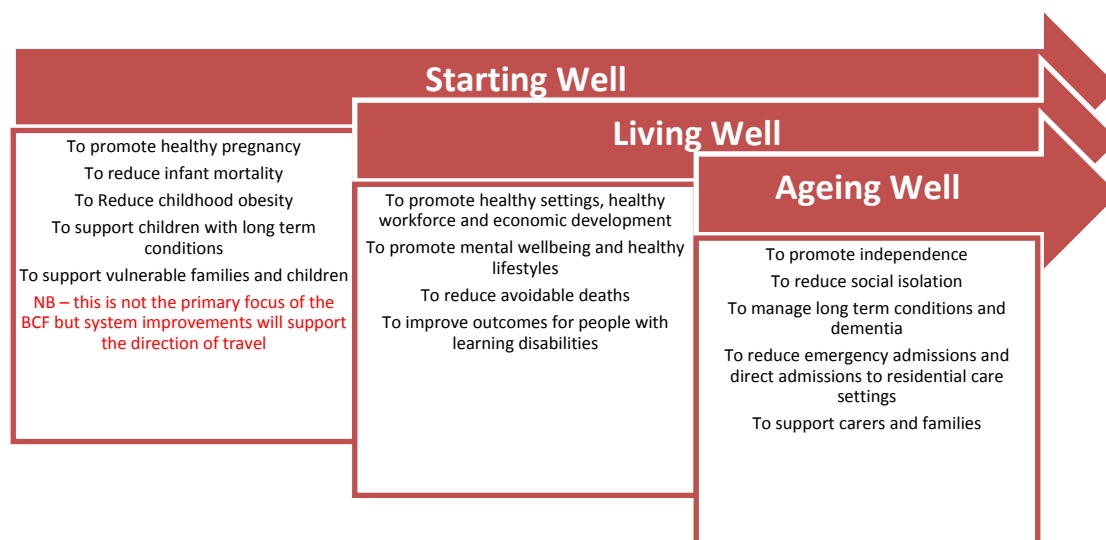 Starting Well
To promote healthy pregnancy
To reduce infant mortality
To Reduce childhood obesity
To support children with long term
conditions
To support vulnerable families and children
NB – this is not the primary focus of the
BCF but system improvements will support
the direction of travel
Living Well
To promote healthy settings, healthy
workforce and economic development
To promote mental wellbeing and healthy
lifestyles
To reduce avoidable deaths
To improve outcomes for people with
learning disabilities
Ageing Well
To promote independence
To reduce social isolation
To manage long term conditions and
dementia
To reduce emergency admissions and
direct admissions to residential care
settings
To support carers and families